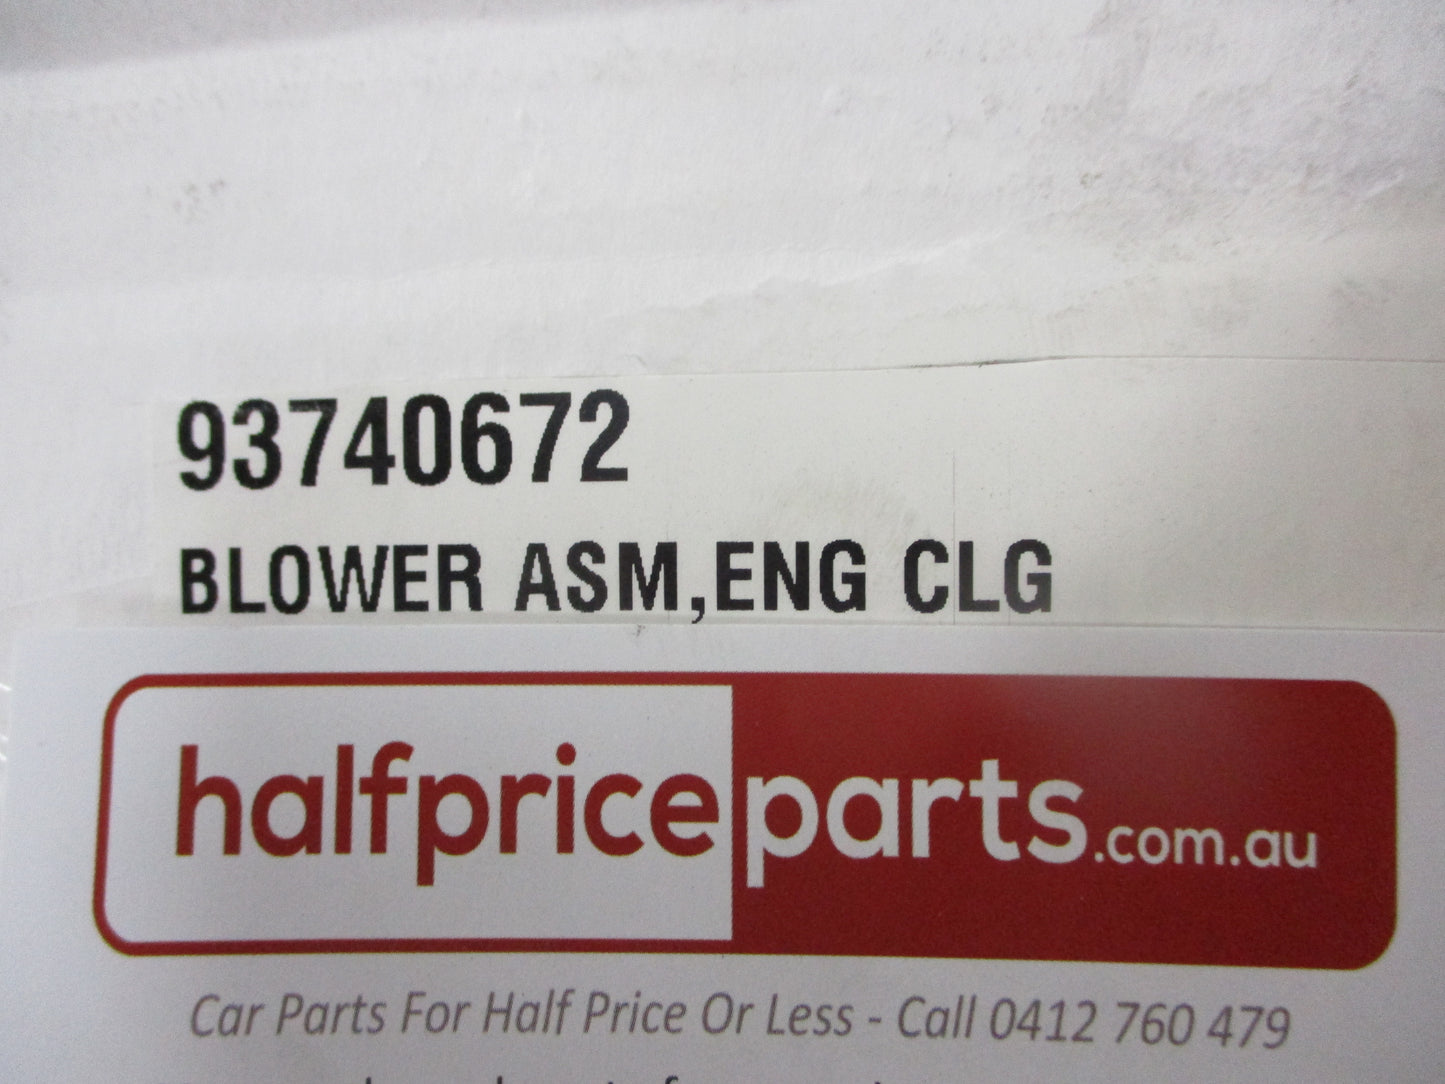 93740672
BLOWER ASM,ENG CLG
halfpriceparts.com.au
Car Parts For Half Price Or Less - Call 0412 760 479